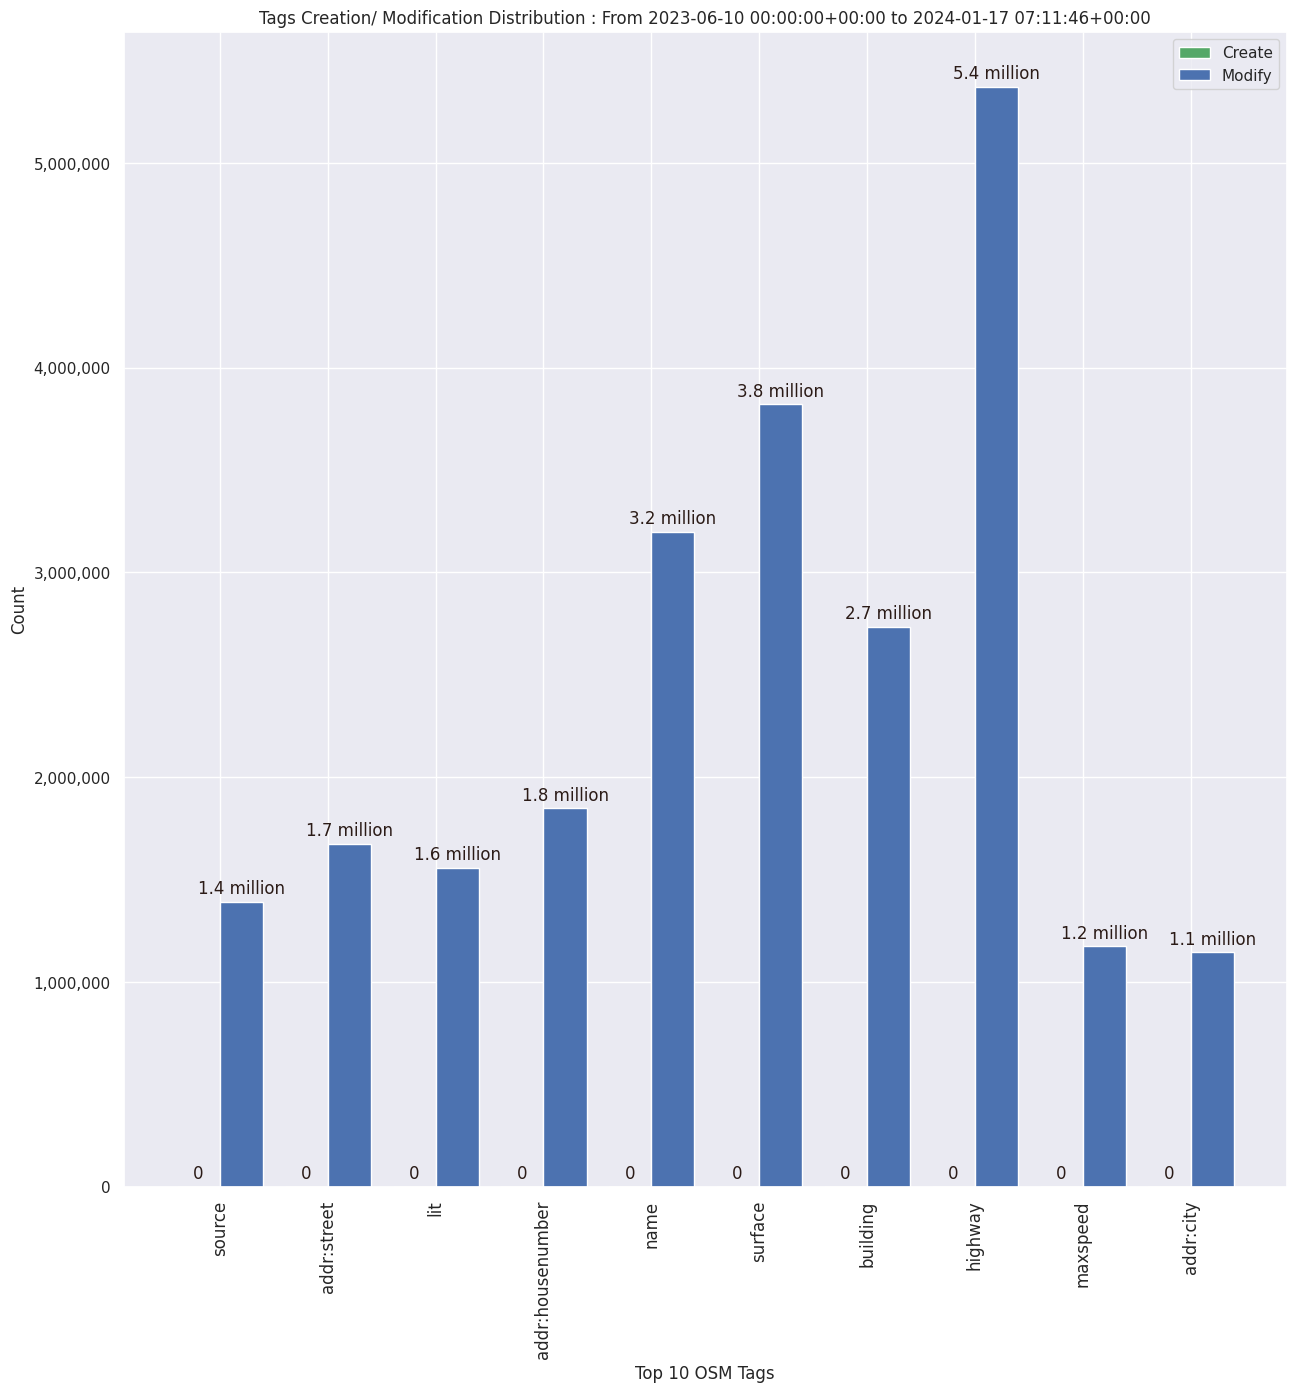 Tags Creation/ Modification Distribution : From 2023-06-10 00:00:00+00:00 to 2024-01-17 07:11:46+00:00
Create
Modify
5.4 million
5,000,000
4,000,000
3.8 million
3.2 million
3,000,000
2.7 million
Count
2,000,000
1.8 million
1.7 million
1.6 million
1.4 million
1.2 million
1.1 million
1,000,000
0 0 0 0 0 0 0 0 0 0
0
source
addr:street
lit
addr:housenumber
name
surface
building
highway
maxspeed
addr:city
Top 10 OSM Tags